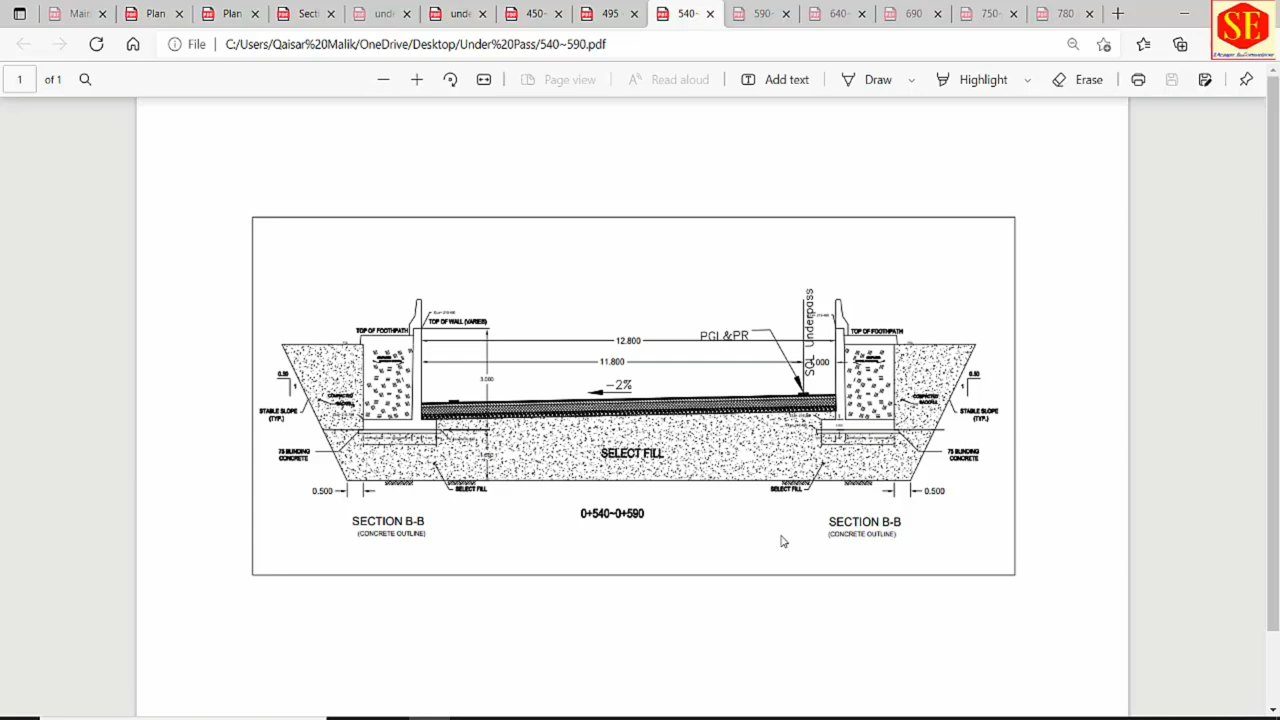 Main
Plan
Plan
Secti
unde
unde
450-
495
540-
590-
640-
690
750-
780
SE
File
C:/Users/Qaisar%20Malik/OneDrive/Desktop/Under%20Pass/540~590.pdf
1 of 1
Page view
Read aloud
Add text
Draw
Highlight
Erase
TOP OF FOOTPATH
TOP OF WALL (VARIES)
PGL&PR
SOL Underpass
TOP OF FOOTPATH
12.800
11.800
3.000
-2%
0.50
1
STABLE SLOPE
(TYP.)
COMPACTED
75 BLINDING
CONCRETE
SELECT FILL
0.50
1
STABLE SLOPE
(TYP.)
COMPACTED
75 BLINDING
CONCRETE
0.500
SELECT FILL
SELECT FILL
0.500
0+540~0+590
SECTION B-B
(CONCRETE OUTLINE)
SECTION B-B
(CONCRETE OUTLINE)